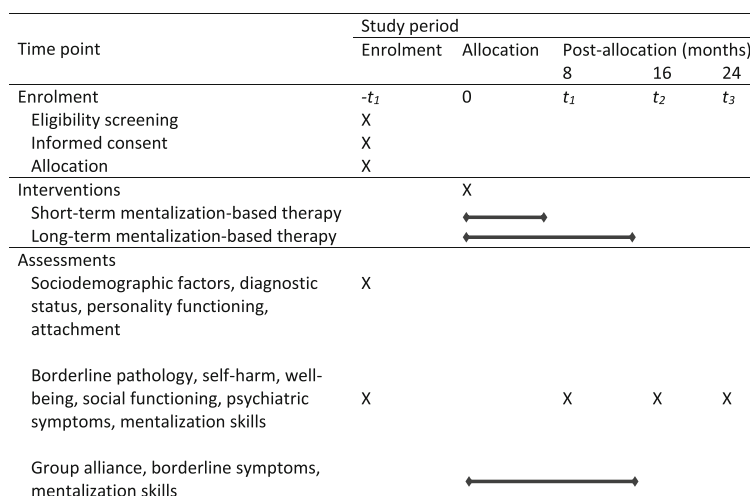 Study period
Time point Enrolment Allocation Post-allocation (months)
8 16 24
Enrolment -t1 0 t1 t2 t3
Eligibility screening X
Informed consent X
Allocation X
Interventions X
Short-term mentalization-based therapy
Long-term mentalization-based therapy
Assessments
Sociodemographic factors, diagnostic X
status, personality functioning,
attachment
Borderline pathology, self-harm, well-
being, social functioning, psychiatric X X X X
symptoms, mentalization skills
Group alliance, borderline symptoms,
mentalization skills